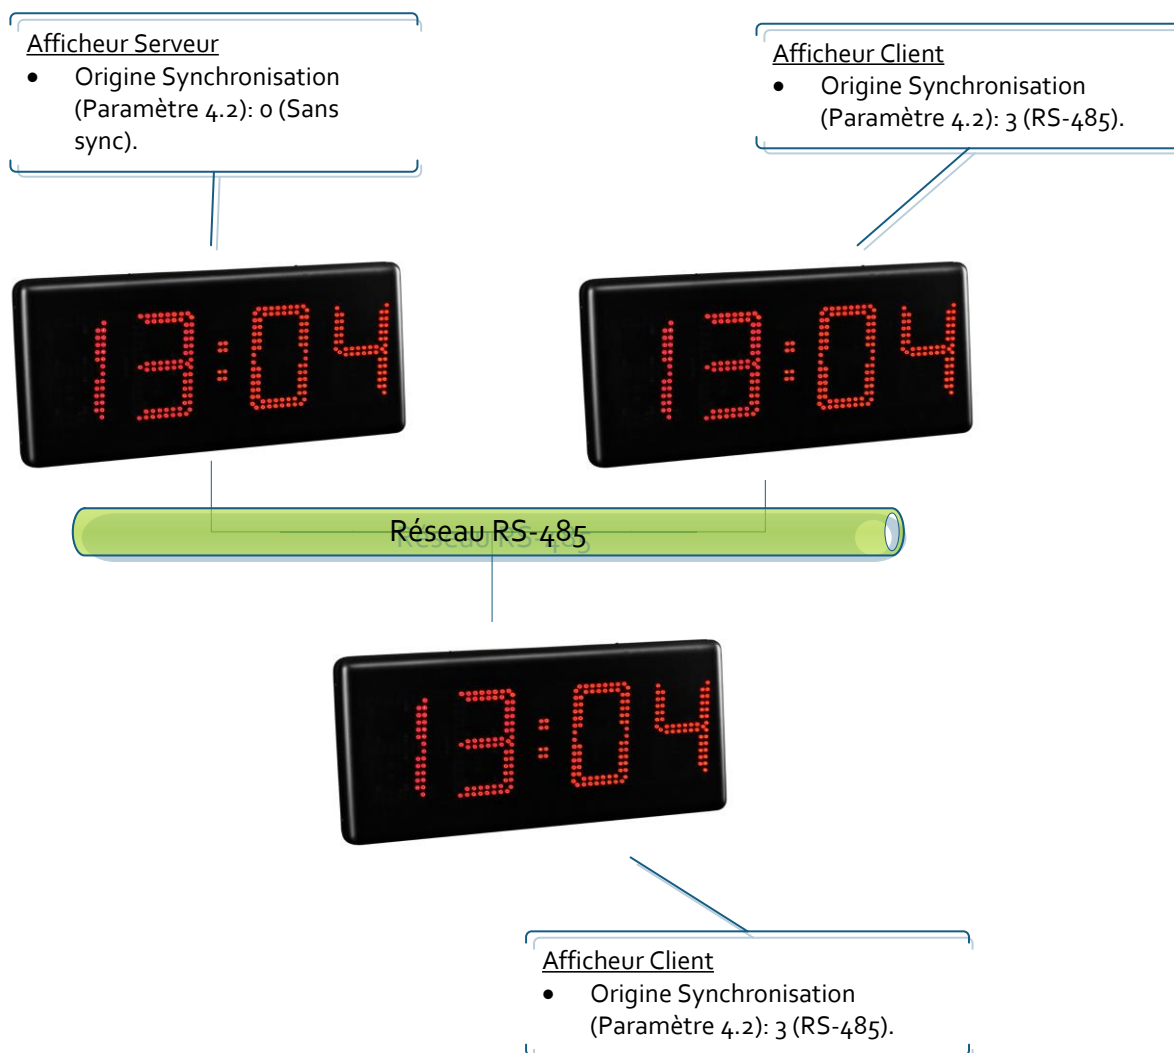 Afficheur Serveur
• Origine Synchronisation
(Paramètre 4.2): 0 (Sans
sync).
Afficheur Client
• Origine Synchronisation
(Paramètre 4.2): 3 (RS-485).
13:04
13:04
Réseau RS-485
13:04
Afficheur Client
• Origine Synchronisation
(Paramètre 4.2): 3 (RS-485).